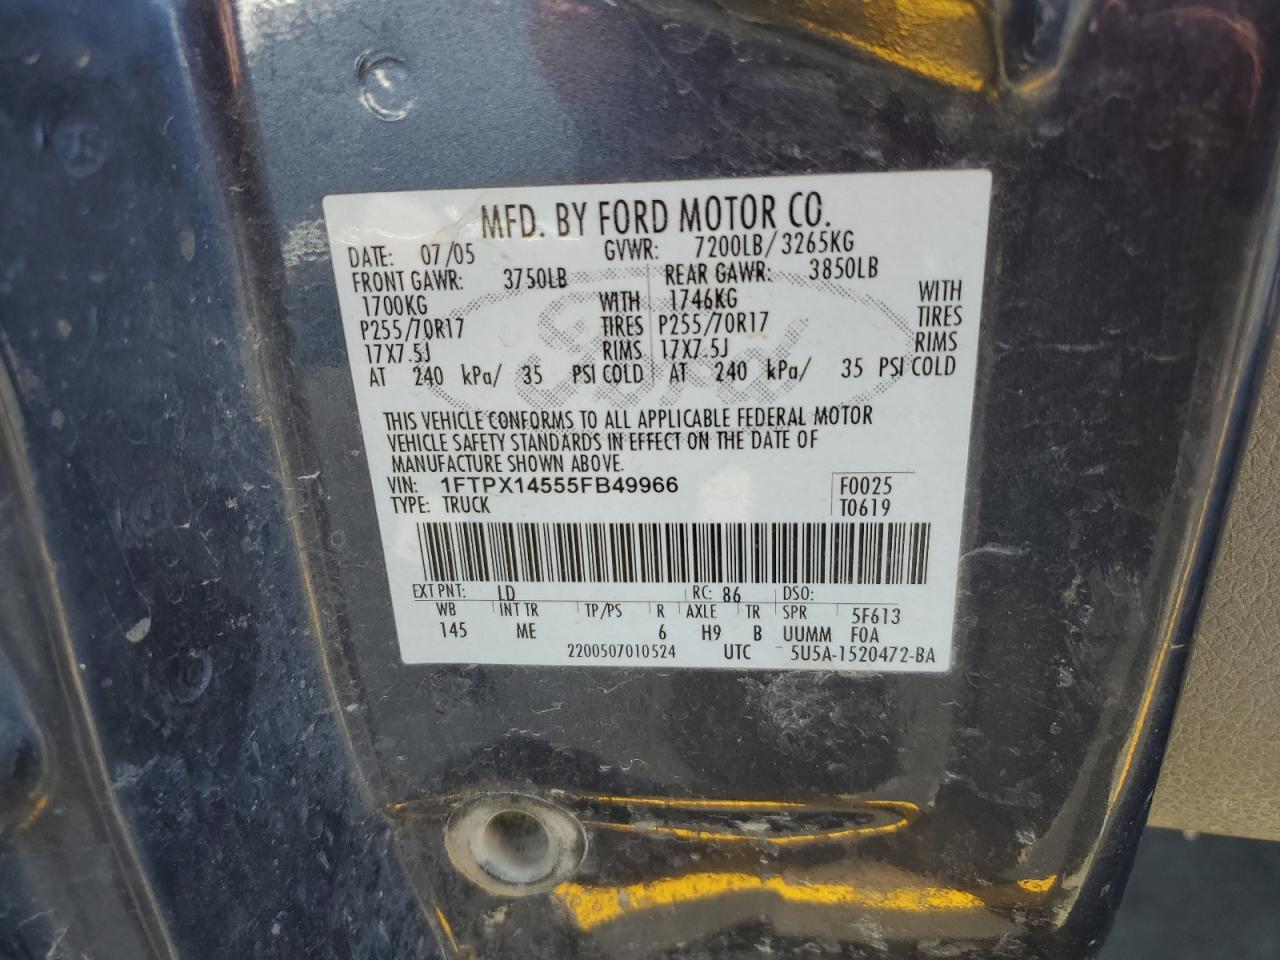 MFD. BY FORD MOTOR CO.
DATE: 07/05 GVWR: 7200LB/3265KG
FRONT GAWR: 3750LB REAR GAWR: 3850LB
1700KG WITH 1746KG WITH
P255/70R17 TIRES P255/70R17 TIRES
17X7.5J RIMS 17X7.5J RIMS
AT 240 kPa/ 35 PSI COLD AT 240 kPa/ 35 PSI COLD
THIS VEHICLE CONFORMS TO ALL APPLICABLE FEDERAL MOTOR
VEHICLE SAFETY STANDARDS IN EFFECT ON THE DATE OF
MANUFACTURE SHOWN ABOVE.
VIN: 1FTPX14555FB49966 F0025
TYPE: TRUCK T0619
EXT PNT: LD RC: 86 DSO:
WB INT TR TP/PS R AXLE TR SPR 5F613
145 ME 6 H9 B UUMM F0A
2200507010524 UTC 5U5A-1520472-BA